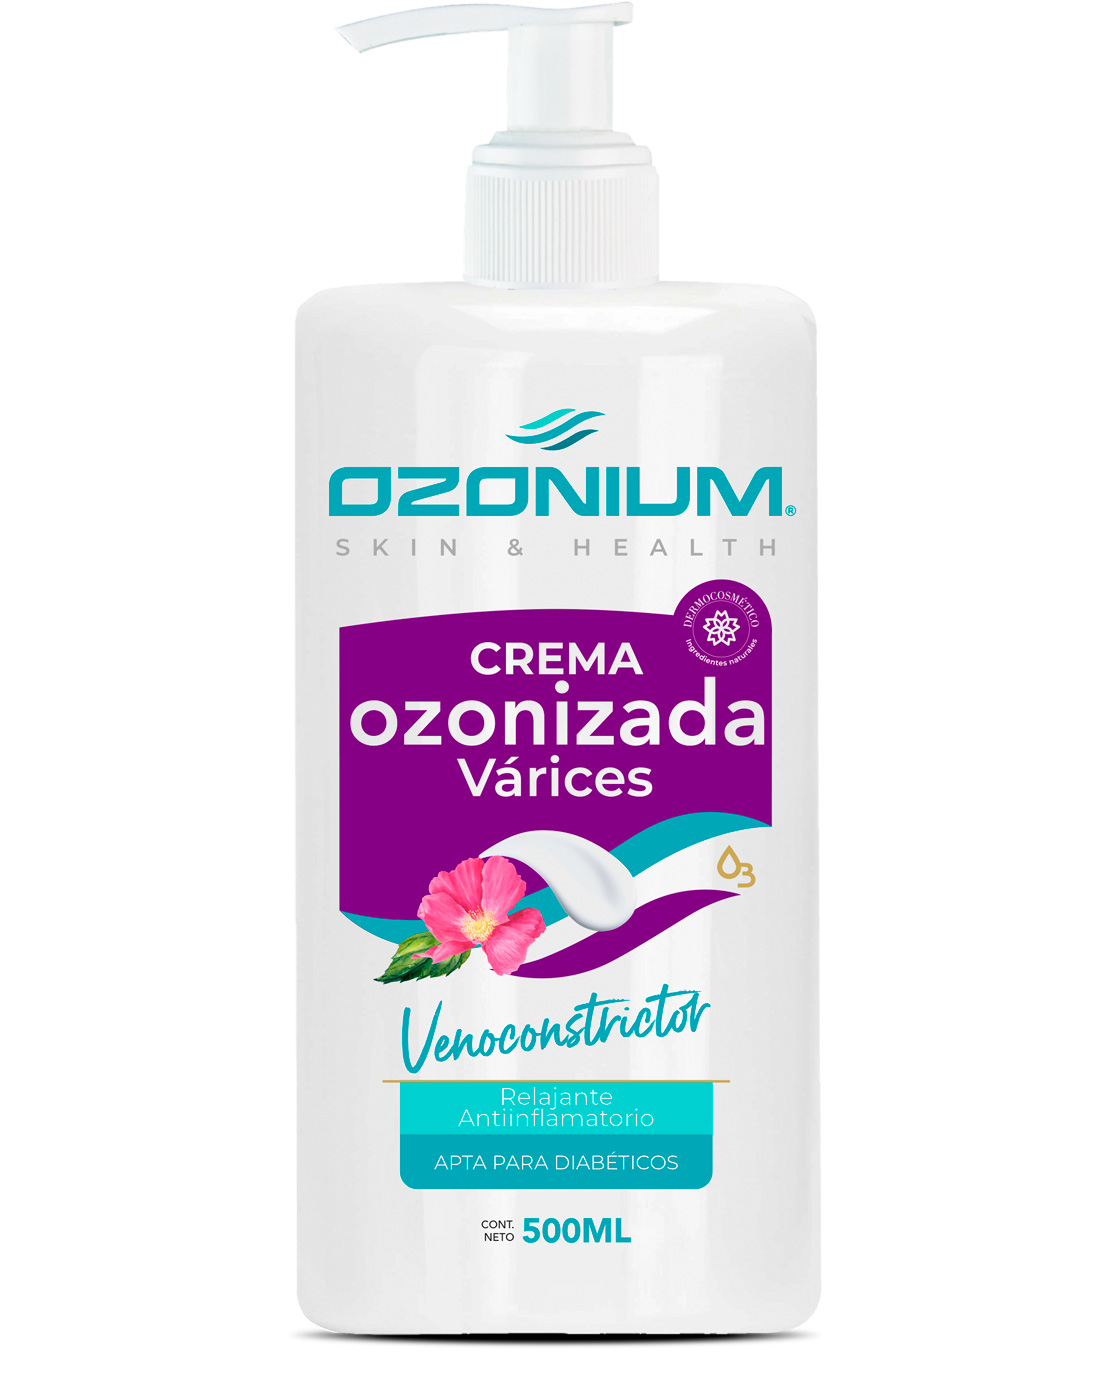 OZONIUM®
SKIN & HEALTH
DERMOCOSMÉTICO
Ingredientes naturales
CREMA
ozonizada
Várices
O3
Venoconstrictor
Relajante
Antiinflamatorio
APTA PARA DIABÉTICOS
CONT.
NETO 500ML